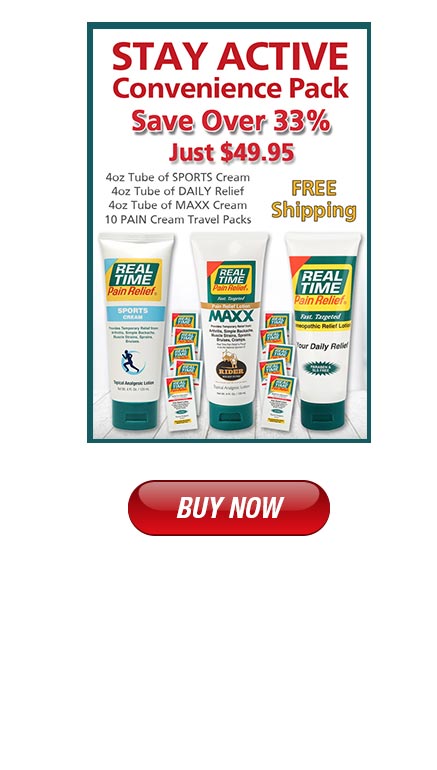 STAY ACTIVE
Convenience Pack
Save Over 33%
Just $49.95
4oz Tube of SPORTS Cream
4oz Tube of DAILY Relief
4oz Tube of MAXX Cream
10 PAIN Cream Travel Packs
FREE
Shipping
REAL
TIME
Pain Relief
SPORTS
CREAM
Provides Temporary Relief from
Arthritis, Simple Backache,
Muscle Strains, Sprains,
Bruises.
Topical Analgesic Lotion
REAL
TIME
Pain Relief
Fast. Targeted
Pain Relief Lotion
MAXX
Provides Temporary Relief from
Arthritis, Simple Backache,
Muscle Strains, Sprains,
Bruises, Cramps.
RIDER
Topical Analgesic Lotion
REAL
TIME
Pain Relief
Fast. Targeted
meopathic Relief Lotion
Your Daily Relief
PARABEN &
BUY NOW